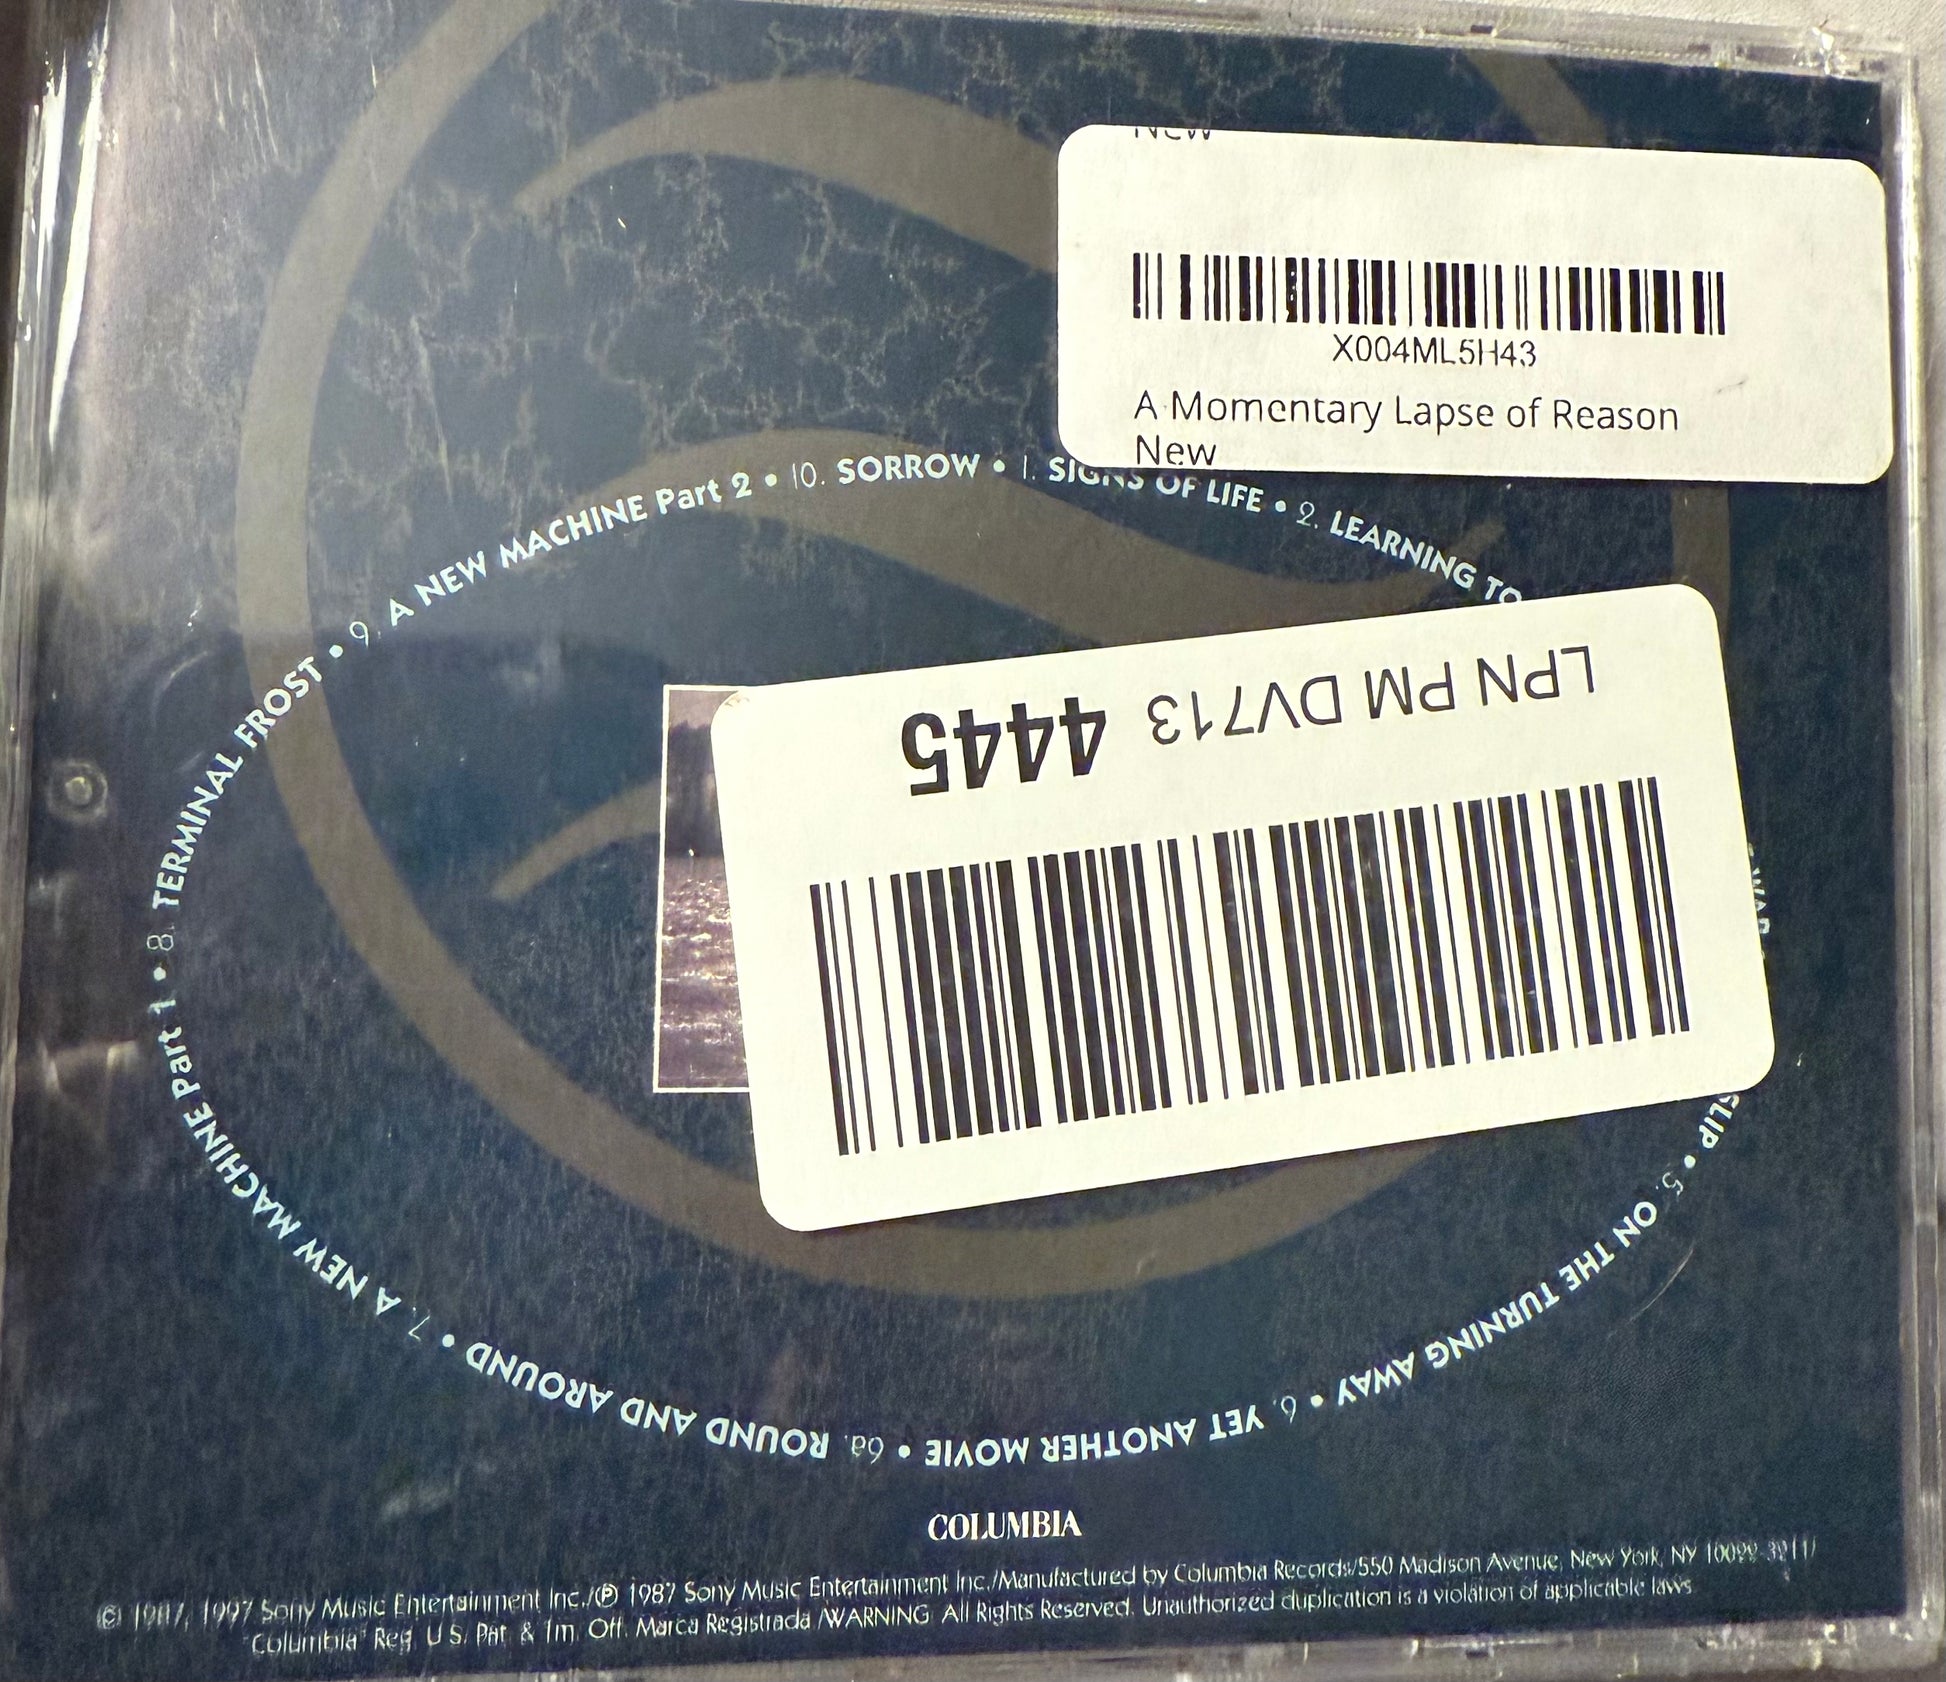 New
X004ML5H43
A Momentary Lapse of Reason
New
1. SIGNS OF LIFE • 2. LEARNING TO
SLIP • 5. ON THE TURNING AWAY • 6. YET ANOTHER MOVIE • 6a. ROUND AND AROUND • 7. A NEW MACHINE Part 1 • 8. TERMINAL FROST • 9. A NEW MACHINE Part 2 • 10. SORROW •
LPN PM DV713 4445
COLUMBIA
© 1987, 1997 Sony Music Entertainment Inc./℗ 1987 Sony Music Entertainment Inc./Manufactured by Columbia Records/550 Madison Avenue, New York, NY
"Columbia" Reg. U.S. Pat. & Tm. Off. Marca Registrada./WARNING: All Rights Reserved. Unauthorized duplication is a violation of applicable laws.